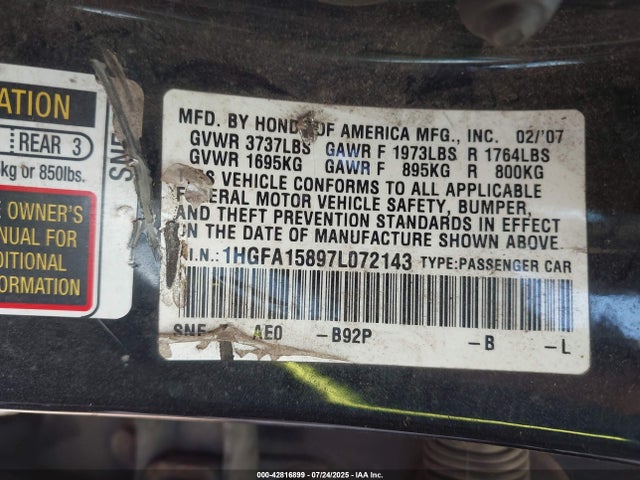 ATION
REAR 3
kg or 850lbs.
E OWNER'S
NUAL FOR
DITIONAL
FORMATION
SNE
MFD. BY HONDA OF AMERICA MFG., INC. 02/'07
GVWR 3737LBS GAWR F 1973LBS R 1764LBS
GVWR 1695KG GAWR F 895KG R 800KG
VEHICLE CONFORMS TO ALL APPLICABLE
FEDERAL MOTOR VEHICLE SAFETY, BUMPER,
AND THEFT PREVENTION STANDARDS IN EFFECT
ON THE DATE OF MANUFACTURE SHOWN ABOVE.
.I.N.: 1HGFA15897L072143 TYPE:PASSENGER CAR
SNE AE0 -B92P -B -L
000-42816899 - 07/24/2025 - IAA Inc.